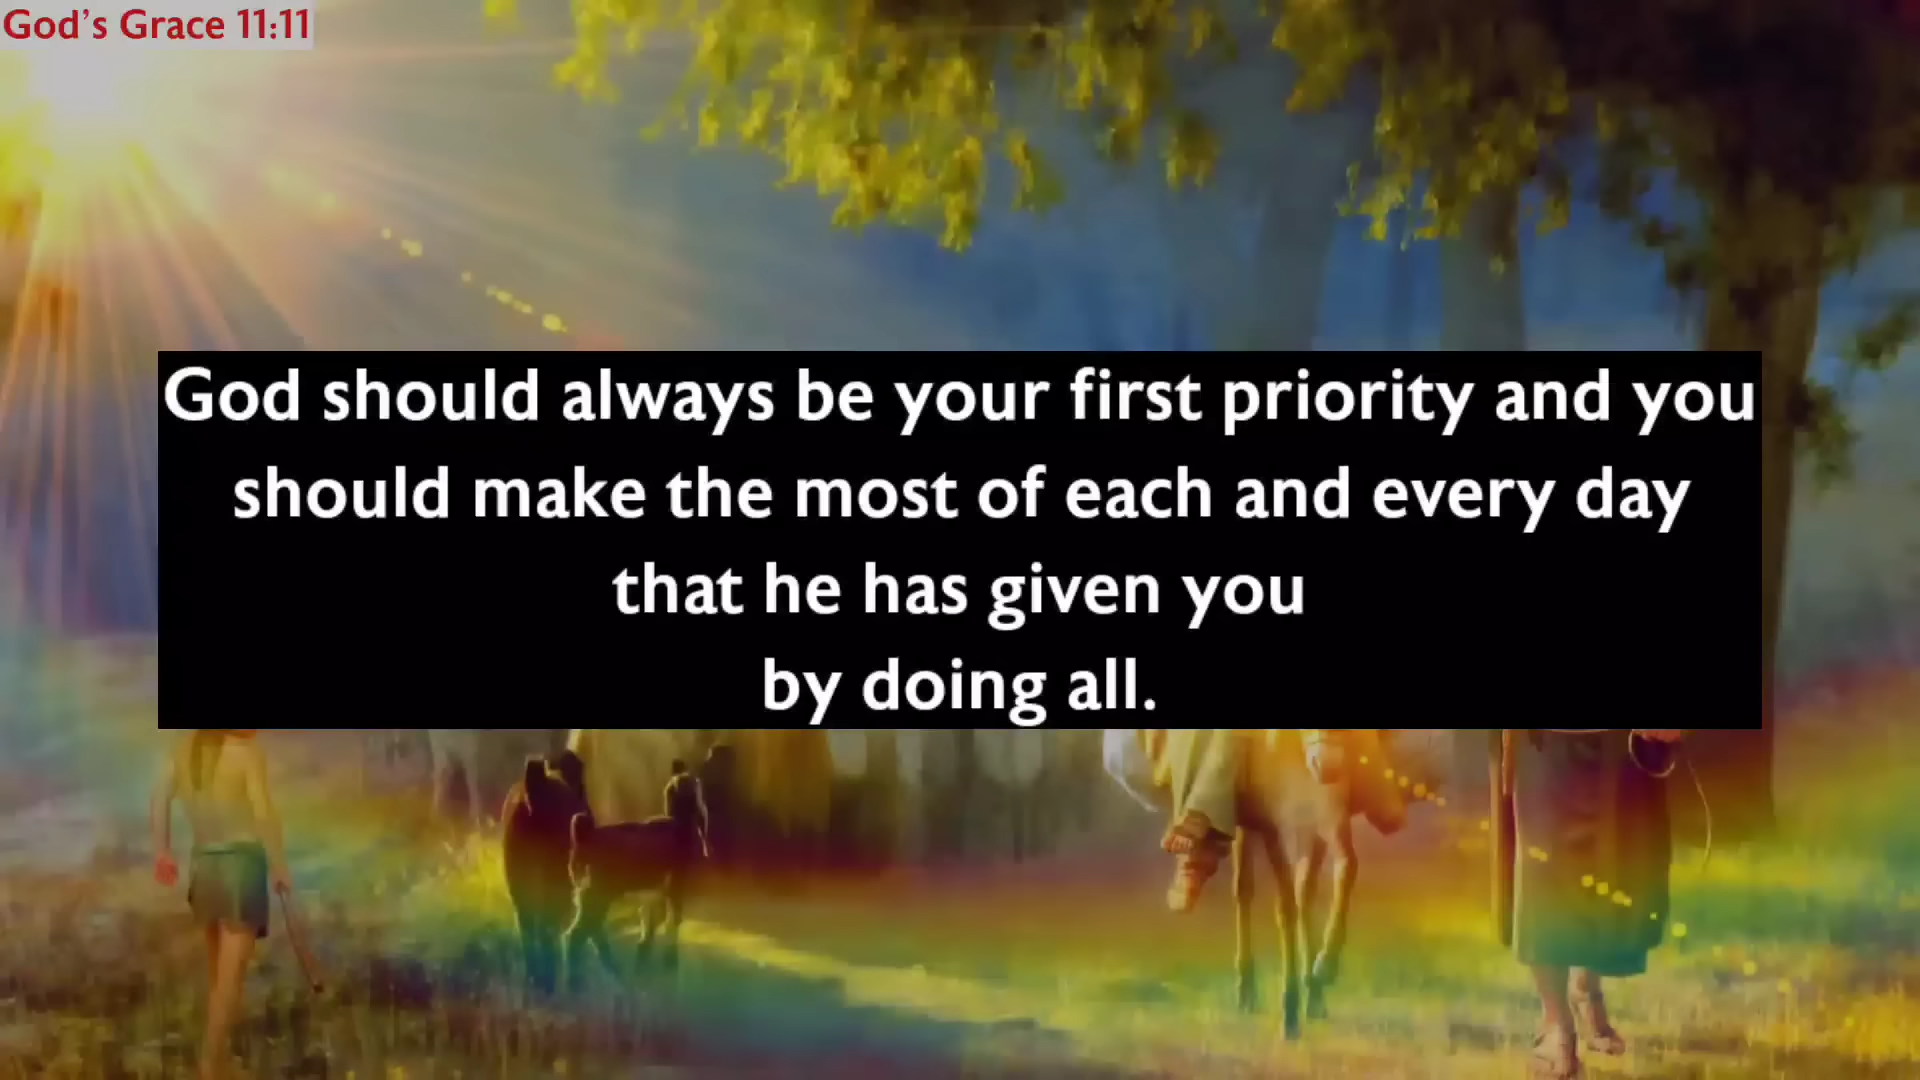 God's Grace 11:11
God should always be your first priority and you
should make the most of each and every day
that he has given you
by doing all.